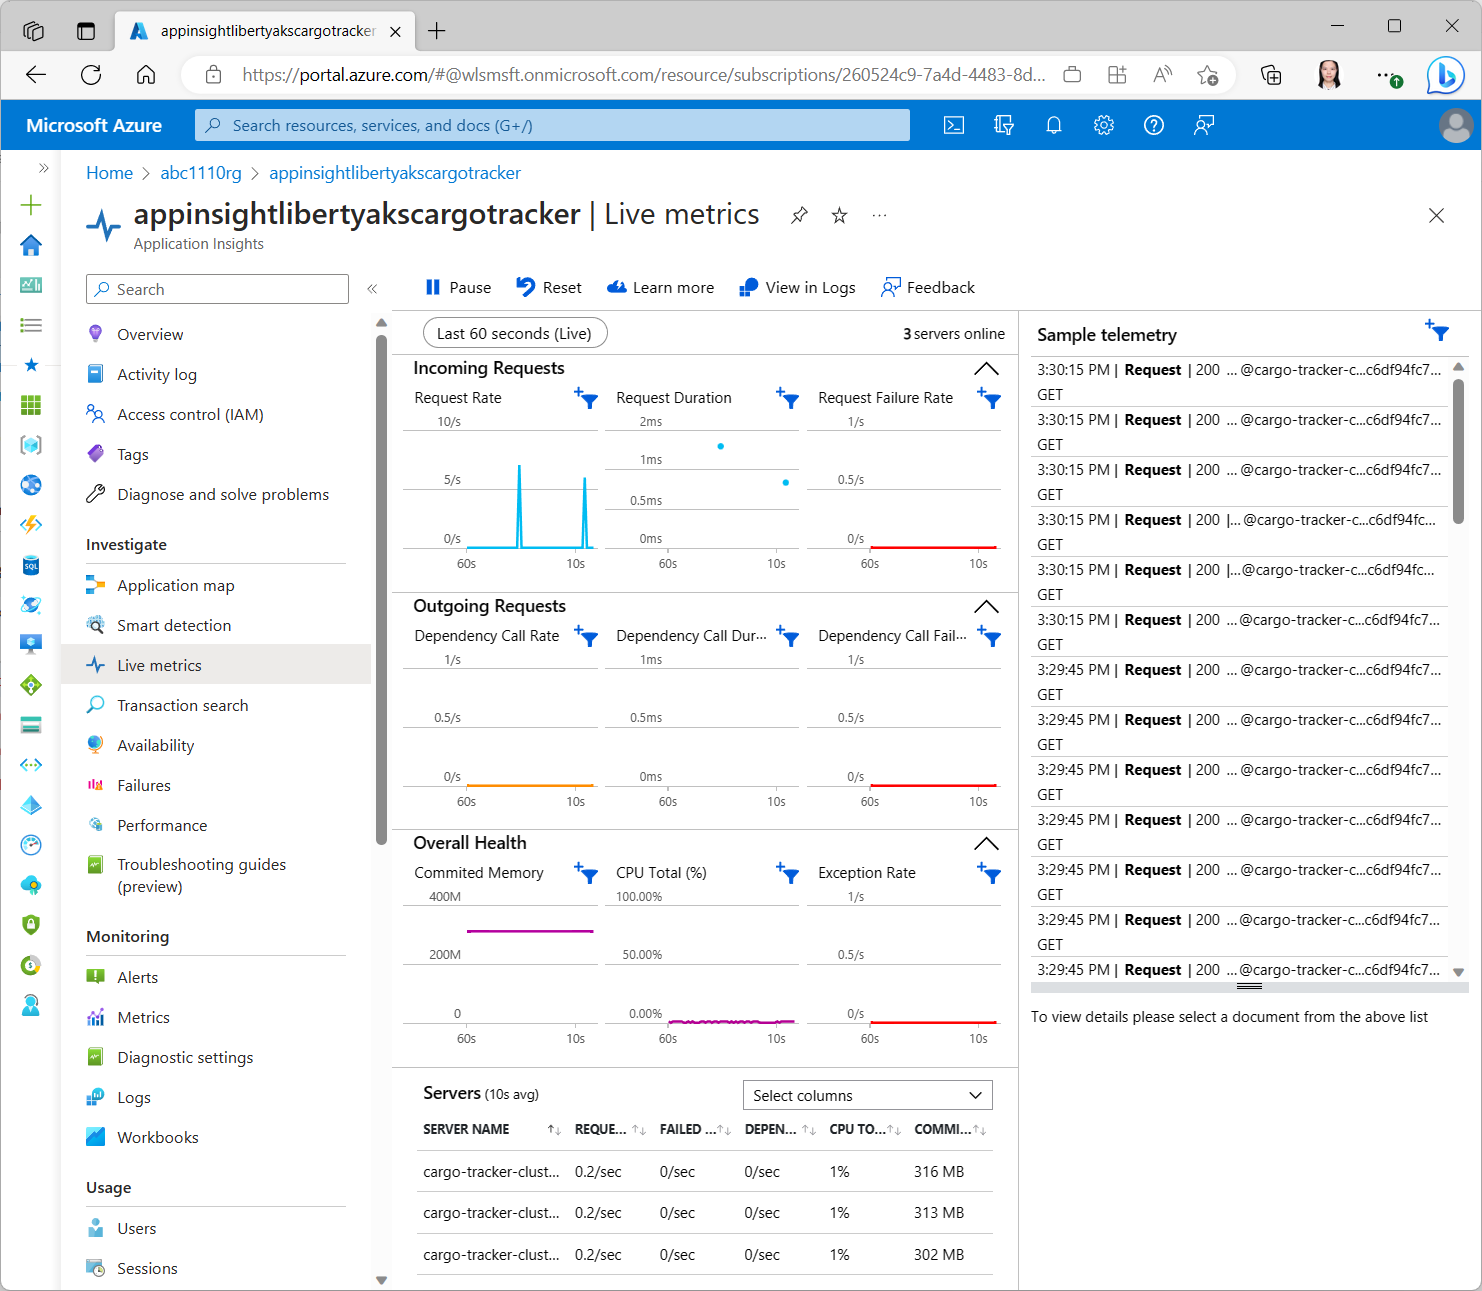 appinsightlibertyakscargotracker
https://portal.azure.com/#@wlsmsft.onmicrosoft.com/resource/subscriptions/260524c9-7a4d-4483-8d...
Microsoft Azure
Search resources, services, and docs (G+/)
Home > abc1110rg > appinsightlibertyakscargotracker
appinsightlibertyakscargotracker | Live metrics
Application Insights
Search
Overview
Activity log
Access control (IAM)
Tags
Diagnose and solve problems
Investigate
Application map
Smart detection
Live metrics
Transaction search
Availability
Failures
Performance
Troubleshooting guides
(preview)
Monitoring
Alerts
Metrics
Diagnostic settings
Logs
Workbooks
Usage
Users
Sessions
Pause Reset Learn more View in Logs Feedback
Last 60 seconds (Live) 3 servers online
Incoming Requests
Request Rate Request Duration Request Failure Rate
10/s 2ms 1/s
1ms
5/s 0.5/s
0.5ms
0/s 0ms 0/s
60s 10s 60s 10s 60s 10s
Outgoing Requests
Dependency Call Rate Dependency Call Dur... Dependency Call Fail...
1/s 1ms 1/s
0.5/s 0.5ms 0.5/s
0/s 0ms 0/s
60s 10s 60s 10s 60s 10s
Overall Health
Commited Memory CPU Total (%) Exception Rate
400M 100.00% 1/s
200M 50.00% 0.5/s
0 0.00% 0/s
60s 10s 60s 10s 60s 10s
Servers (10s avg) Select columns
SERVER NAME REQUE... FAILED ... DEPEN... CPU TO... COMMI...
cargo-tracker-clust... 0.2/sec 0/sec 0/sec 1% 316 MB
cargo-tracker-clust... 0.2/sec 0/sec 0/sec 1% 313 MB
cargo-tracker-clust... 0.2/sec 0/sec 0/sec 1% 302 MB
Sample telemetry
3:30:15 PM | Request | 200 ... @cargo-tracker-c...c6df94fc7...
GET
3:30:15 PM | Request | 200 ... @cargo-tracker-c...c6df94fc7...
GET
3:30:15 PM | Request | 200 ... @cargo-tracker-c...c6df94fc7...
GET
3:30:15 PM | Request | 200 |... @cargo-tracker-c...c6df94fc...
GET
3:30:15 PM | Request | 200 |...@cargo-tracker-c...c6df94fc7...
GET
3:30:15 PM | Request | 200 ... @cargo-tracker-c...c6df94fc7...
GET
3:29:45 PM | Request | 200 ... @cargo-tracker-c...c6df94fc7...
GET
3:29:45 PM | Request | 200 ... @cargo-tracker-c...c6df94fc7...
GET
3:29:45 PM | Request | 200 ... @cargo-tracker-c...c6df94fc7...
GET
3:29:45 PM | Request | 200 ... @cargo-tracker-c...c6df94fc7...
GET
3:29:45 PM | Request | 200 ... @cargo-tracker-c...c6df94fc7...
GET
3:29:45 PM | Request | 200 ... @cargo-tracker-c...c6df94fc7...
GET
3:29:45 PM | Request | 200 ... @cargo-tracker-c...c6df94fc7...
To view details please select a document from the above list